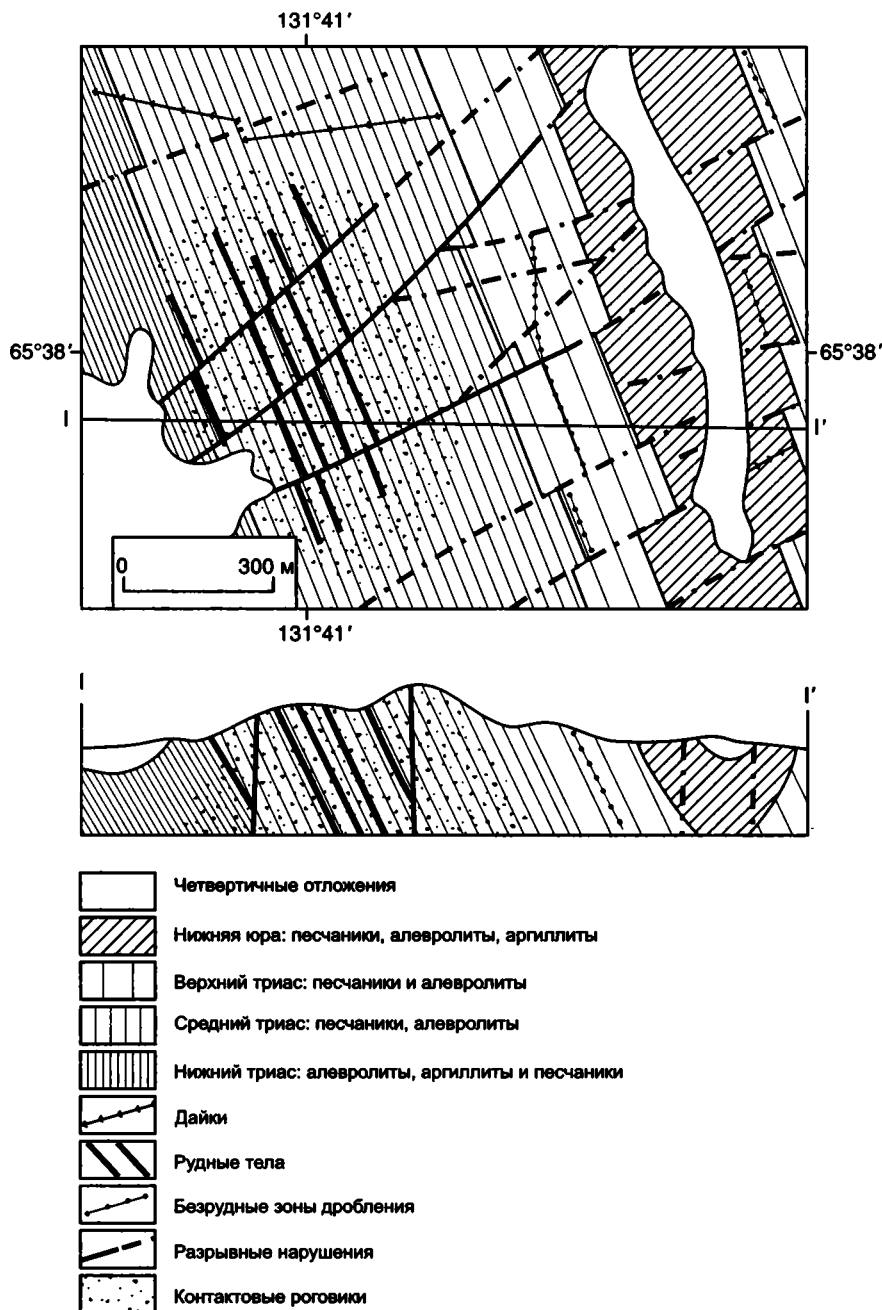 131°41′
65°38′
65°38′
I
I′
0 300 м
131°41′
I
I′
Четвертичные отложения
Нижняя юра: песчаники, алевролиты, аргиллиты
Верхний триас: песчаники и алевролиты
Средний триас: песчаники, алевролиты
Нижний триас: алевролиты, аргиллиты и песчаники
Дайки
Рудные тела
Безрудные зоны дробления
Разрывные нарушения
Контактовые роговики